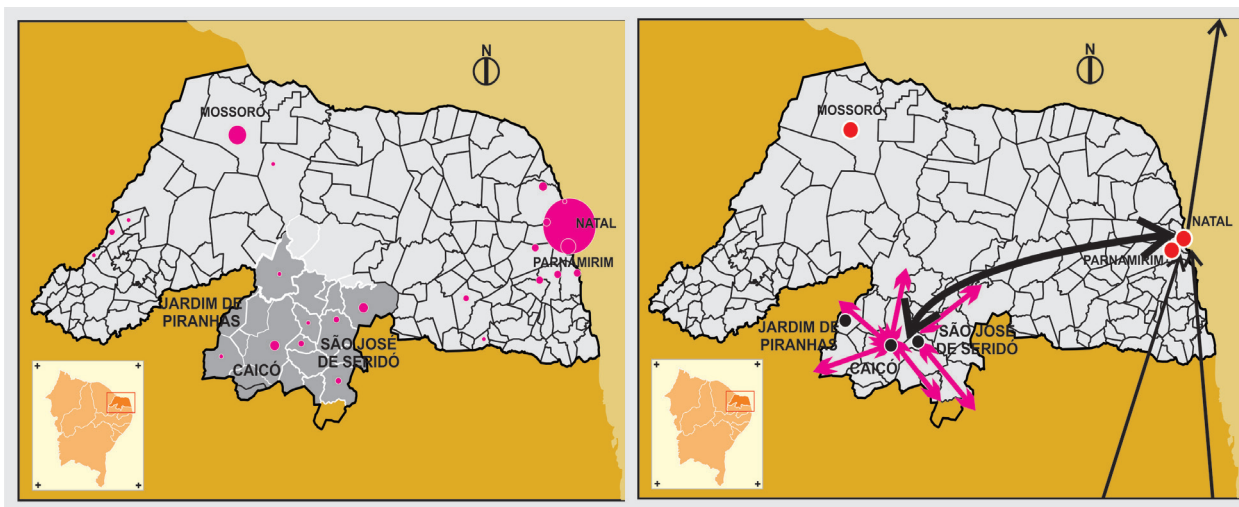 N
MOSSORÓ
NATAL
PARNAMIRIM
JARDIM DE
PIRANHAS
SÃO JOSÉ
DE SERIDÓ
CAICÓ
N
MOSSORÓ
NATAL
PARNAMIRIM
JARDIM DE
PIRANHAS
SÃO JOSÉ
DE SERIDÓ
CAICÓ